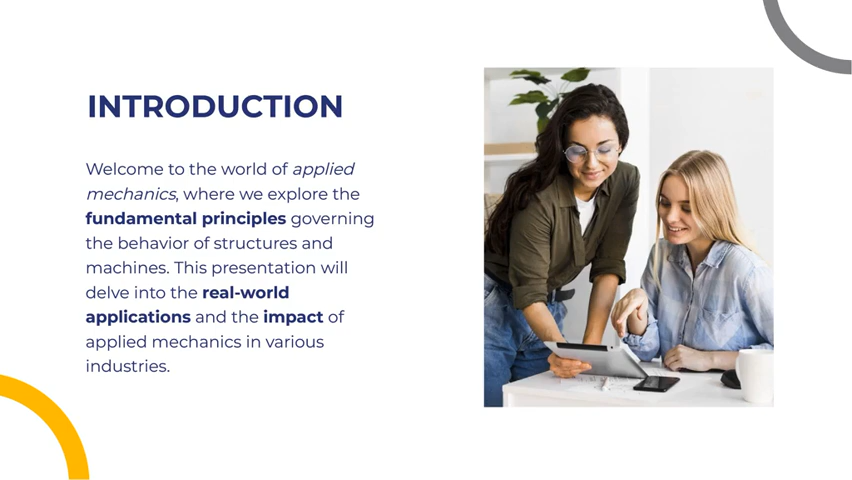 INTRODUCTION
Welcome to the world of applied
mechanics, where we explore the
fundamental principles governing
the behavior of structures and
machines. This presentation will
delve into the real-world
applications and the impact of
applied mechanics in various
industries.